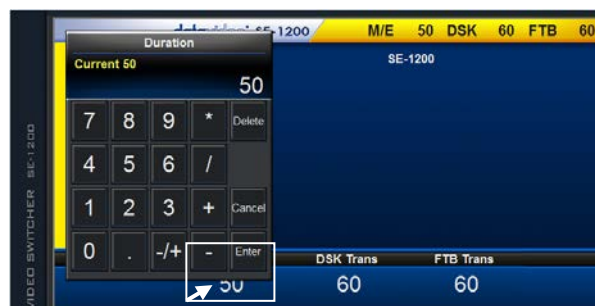 SE-1200 M/E 50 DSK 60 FTB 60
Duration
Current 50
50
SE-1200
7 8 9 * Delete
4 5 6 /
1 2 3 + Cancel
0 . -/+ - Enter
DSK Trans FTB Trans
50 60 60
VIDEO SWITCHER SE-1200